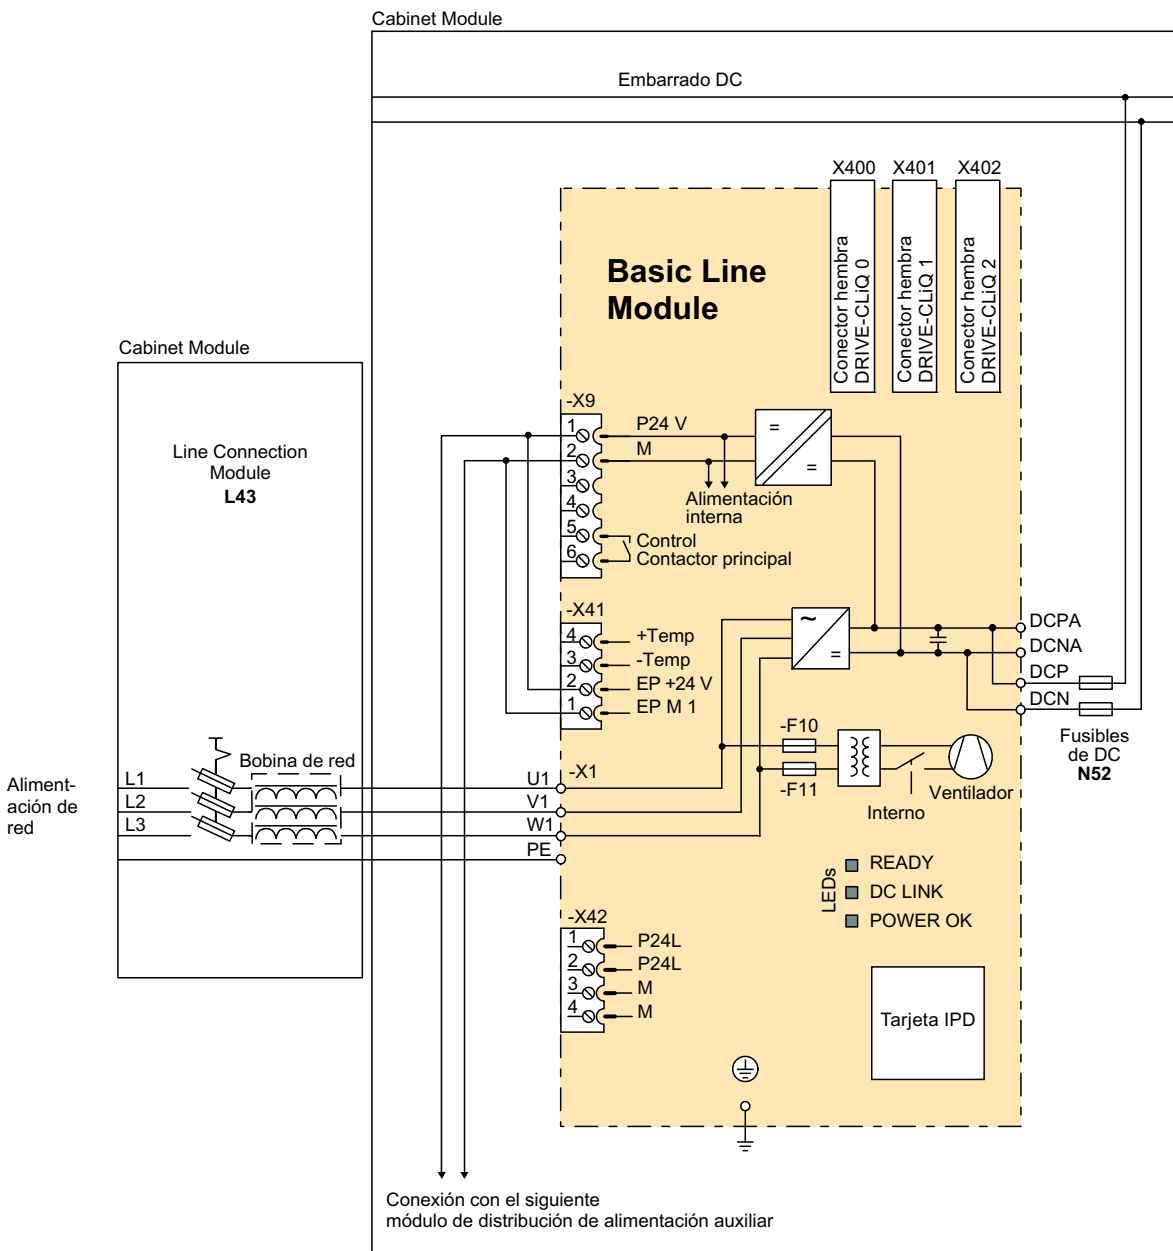 Cabinet Module
Embarrado DC
X400 X401 X402
Conector hembra
DRIVE-CLiQ 0
Conector hembra
DRIVE-CLiQ 1
Conector hembra
DRIVE-CLiQ 2
Basic Line
Module
Cabinet Module
Line Connection
Module
L43
-X9
1 P24 V
2 M
3
4
5 Control
6 Contactor principal
=
=
Alimentación
interna
-X41
4 +Temp
3 -Temp
2 EP +24 V
1 EP M 1
~
=
DCPA
DCNA
DCP
DCN
Fusibles
de DC
N52
-F10
-F11
Interno
Ventilador
Aliment-
ación de
red
L1
L2
L3
Bobina de red
-X1
U1
V1
W1
PE
LEDs
READY
DC LINK
POWER OK
-X42
1 P24L
2 P24L
3 M
4 M
Tarjeta IPD
Conexión con el siguiente
módulo de distribución de alimentación auxiliar